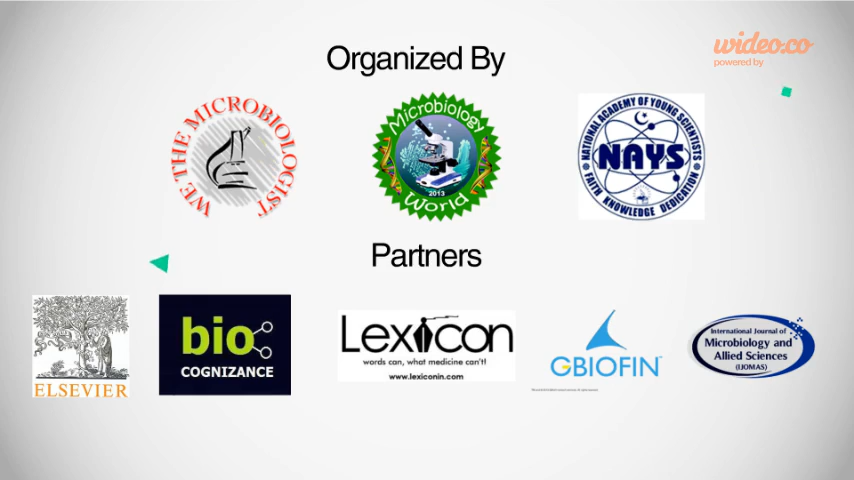 Organized By
wideo.co
powered by
WE THE MICROBIOLOGIST
Microbiology
2013
World
NATIONAL ACADEMY OF YOUNG SCIENTISTS
NAYS
FAITH KNOWLEDGE DEDICATION
Partners
ELSEVIER
bio
COGNIZANCE
Lexicon
words can, what medicine can't!
www.lexiconin.com
GBIOFIN
International Journal of
Microbiology and
Allied Sciences
(IJOMAS)